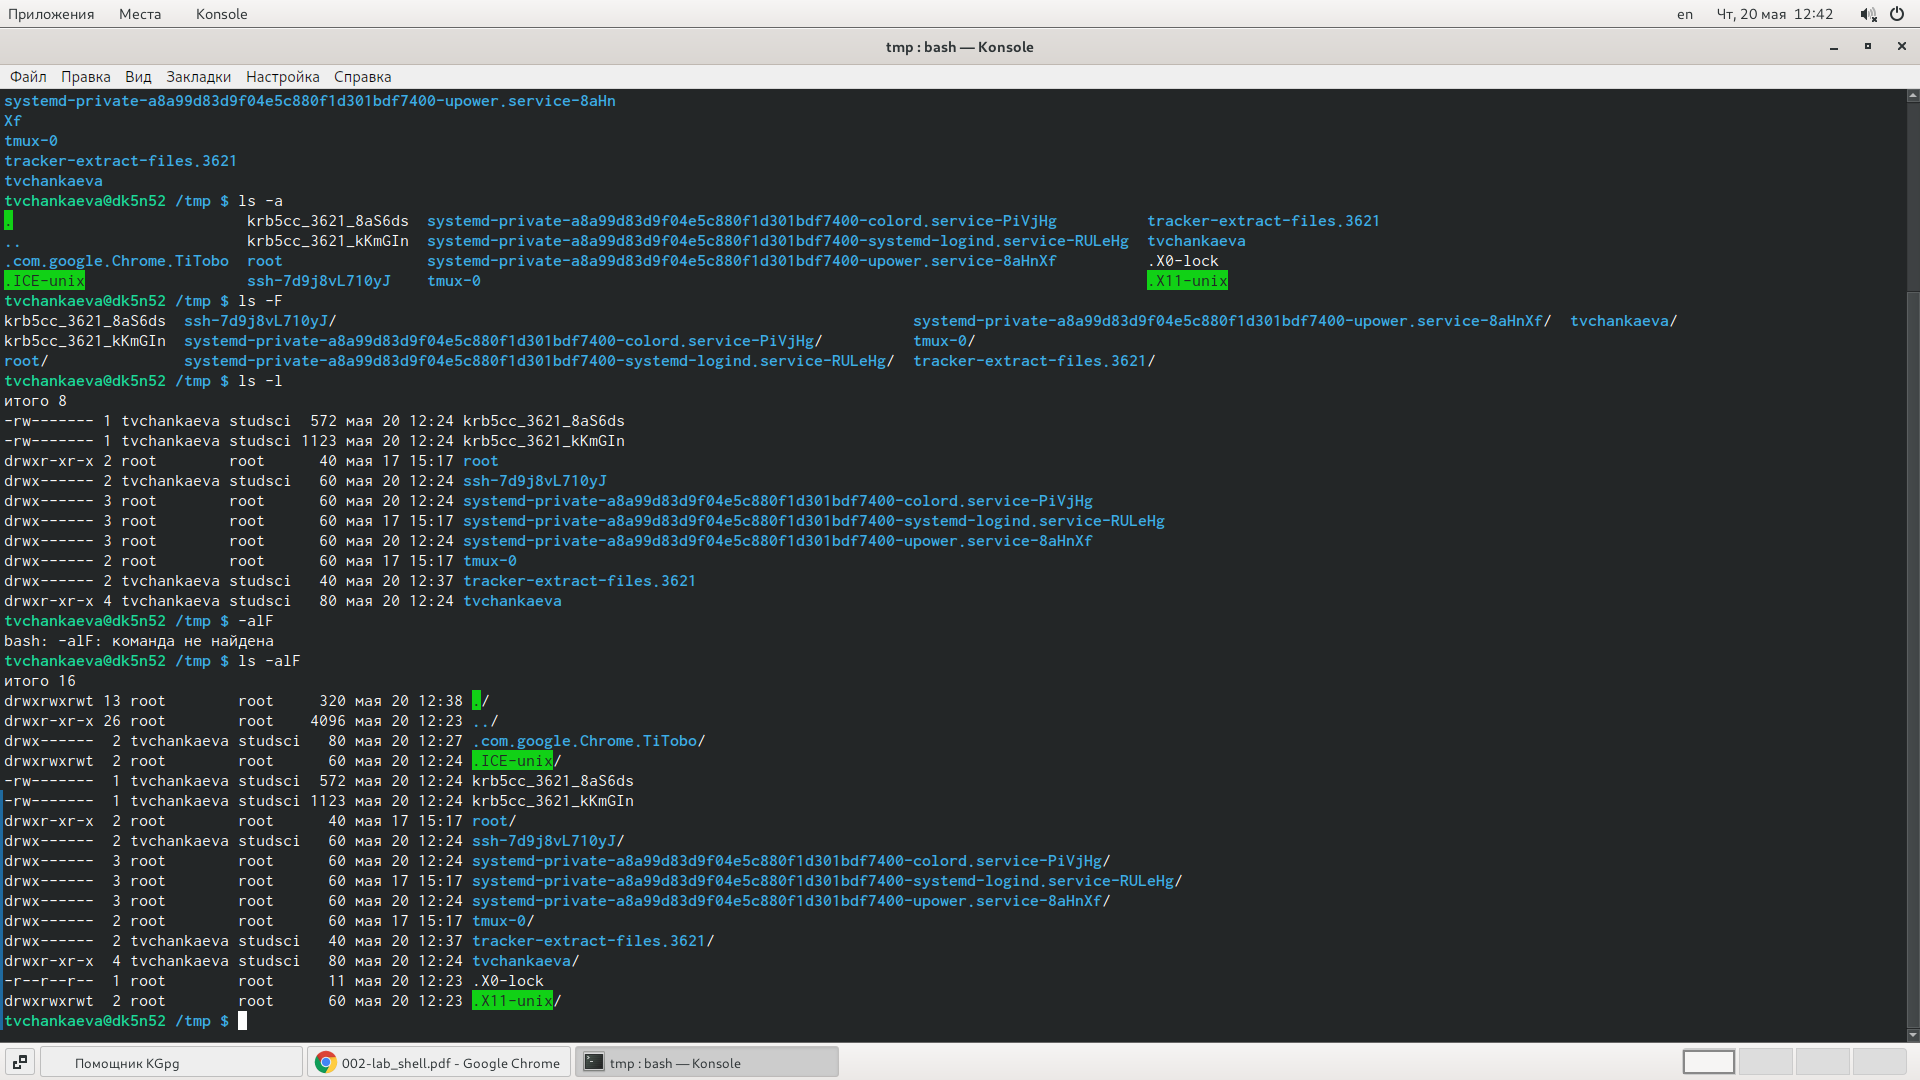 Приложения Места Konsole en Чт, 20 мая 12:42
tmp : bash — Konsole
Файл Правка Вид Закладки Настройка Справка
systemd-private-a8a99d83d9f04e5c880f1d301bdf7400-upower.service-8aHn
Xf
tmux-0
tracker-extract-files.3621
tvchankaeva
tvchankaeva@dk5n52 /tmp $ ls -a
. krb5cc_3621_8aS6ds systemd-private-a8a99d83d9f04e5c880f1d301bdf7400-colord.service-PiVjHg tracker-extract-files.3621
.. krb5cc_3621_kKmGIn systemd-private-a8a99d83d9f04e5c880f1d301bdf7400-systemd-logind.service-RULeHg tvchankaeva
.com.google.Chrome.TiTobo root systemd-private-a8a99d83d9f04e5c880f1d301bdf7400-upower.service-8aHnXf .X0-lock
.ICE-unix ssh-7d9j8vL710yJ tmux-0 .X11-unix
tvchankaeva@dk5n52 /tmp $ ls -F
krb5cc_3621_8aS6ds ssh-7d9j8vL710yJ/ systemd-private-a8a99d83d9f04e5c880f1d301bdf7400-upower.service-8aHnXf/ tvchankaeva/
krb5cc_3621_kKmGIn systemd-private-a8a99d83d9f04e5c880f1d301bdf7400-colord.service-PiVjHg/ tmux-0/
root/ systemd-private-a8a99d83d9f04e5c880f1d301bdf7400-systemd-logind.service-RULeHg/ tracker-extract-files.3621/
tvchankaeva@dk5n52 /tmp $ ls -l
итого 8
-rw------- 1 tvchankaeva studsci 572 мая 20 12:24 krb5cc_3621_8aS6ds
-rw------- 1 tvchankaeva studsci 1123 мая 20 12:24 krb5cc_3621_kKmGIn
drwxr-xr-x 2 root root 40 мая 17 15:17 root
drwx------ 2 tvchankaeva studsci 60 мая 20 12:24 ssh-7d9j8vL710yJ
drwx------ 3 root root 60 мая 20 12:24 systemd-private-a8a99d83d9f04e5c880f1d301bdf7400-colord.service-PiVjHg
drwx------ 3 root root 60 мая 17 15:17 systemd-private-a8a99d83d9f04e5c880f1d301bdf7400-systemd-logind.service-RULeHg
drwx------ 3 root root 60 мая 20 12:24 systemd-private-a8a99d83d9f04e5c880f1d301bdf7400-upower.service-8aHnXf
drwx------ 2 root root 60 мая 17 15:17 tmux-0
drwx------ 2 tvchankaeva studsci 40 мая 20 12:37 tracker-extract-files.3621
drwxr-xr-x 4 tvchankaeva studsci 80 мая 20 12:24 tvchankaeva
tvchankaeva@dk5n52 /tmp $ -alF
bash: -alF: команда не найдена
tvchankaeva@dk5n52 /tmp $ ls -alF
итого 16
drwxrwxrwt 13 root root 320 мая 20 12:38 ./
drwxr-xr-x 26 root root 4096 мая 20 12:23 ../
drwx------ 2 tvchankaeva studsci 80 мая 20 12:27 .com.google.Chrome.TiTobo/
drwxrwxrwt 2 root root 60 мая 20 12:24 .ICE-unix/
-rw------- 1 tvchankaeva studsci 572 мая 20 12:24 krb5cc_3621_8aS6ds
-rw------- 1 tvchankaeva studsci 1123 мая 20 12:24 krb5cc_3621_kKmGIn
drwxr-xr-x 2 root root 40 мая 17 15:17 root/
drwx------ 2 tvchankaeva studsci 60 мая 20 12:24 ssh-7d9j8vL710yJ/
drwx------ 3 root root 60 мая 20 12:24 systemd-private-a8a99d83d9f04e5c880f1d301bdf7400-colord.service-PiVjHg/
drwx------ 3 root root 60 мая 17 15:17 systemd-private-a8a99d83d9f04e5c880f1d301bdf7400-systemd-logind.service-RULeHg/
drwx------ 3 root root 60 мая 20 12:24 systemd-private-a8a99d83d9f04e5c880f1d301bdf7400-upower.service-8aHnXf/
drwx------ 2 root root 60 мая 17 15:17 tmux-0/
drwx------ 2 tvchankaeva studsci 40 мая 20 12:37 tracker-extract-files.3621/
drwxr-xr-x 4 tvchankaeva studsci 80 мая 20 12:24 tvchankaeva/
-r--r--r-- 1 root root 11 мая 20 12:23 .X0-lock
drwxrwxrwt 2 root root 60 мая 20 12:23 .X11-unix/
tvchankaeva@dk5n52 /tmp $
Помощник KGpg 002-lab_shell.pdf - Google Chrome tmp : bash — Konsole